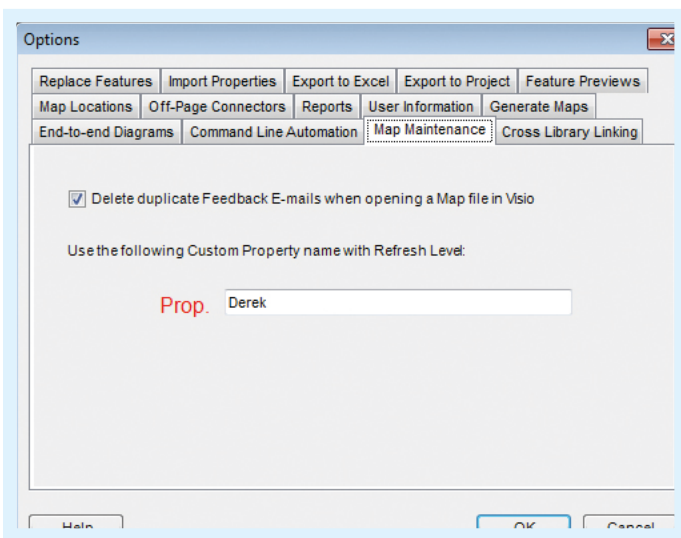 Options
Replace Features Import Properties Export to Excel Export to Project Feature Previews
Map Locations Off-Page Connectors Reports User Information Generate Maps
End-to-end Diagrams Command Line Automation Map Maintenance Cross Library Linking
Delete duplicate Feedback E-mails when opening a Map file in Visio
Use the following Custom Property name with Refresh Level:
Prop. Derek
Help OK Cancel